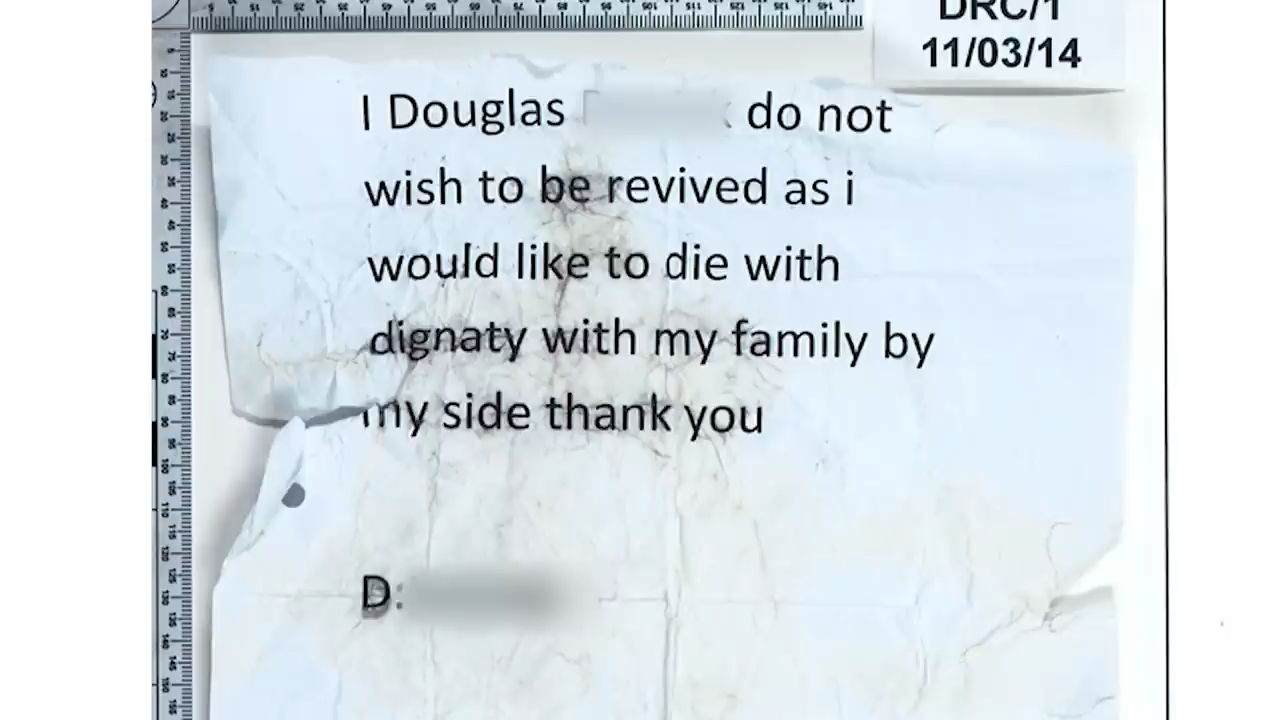 DRC/1
11/03/14
I Douglas do not
wish to be revived as i
would like to die with
dignaty with my family by
my side thank you
D: